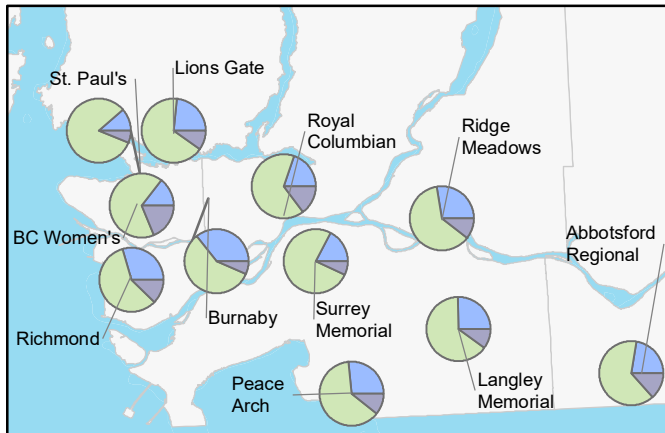 Lions Gate
St. Paul's
Royal
Columbian
Ridge
Meadows
BC Women's
Abbotsford
Regional
Richmond
Burnaby
Surrey
Memorial
Peace
Arch
Langley
Memorial